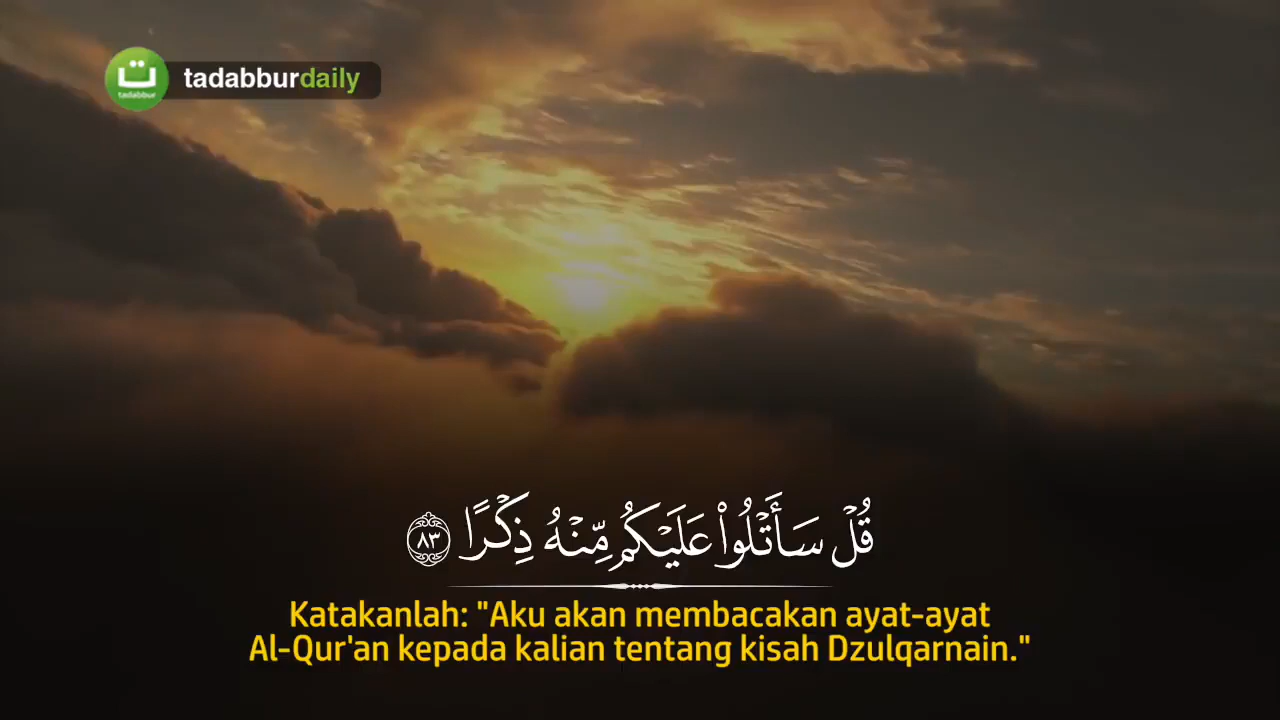 ت
tadabbur
tadabburdaily
قُلْ سَأَتْلُوا۟ عَلَيْكُم مِّنْهُ ذِكْرًا ٨٣
Katakanlah: "Aku akan membacakan ayat-ayat
Al-Qur'an kepada kalian tentang kisah Dzulqarnain."